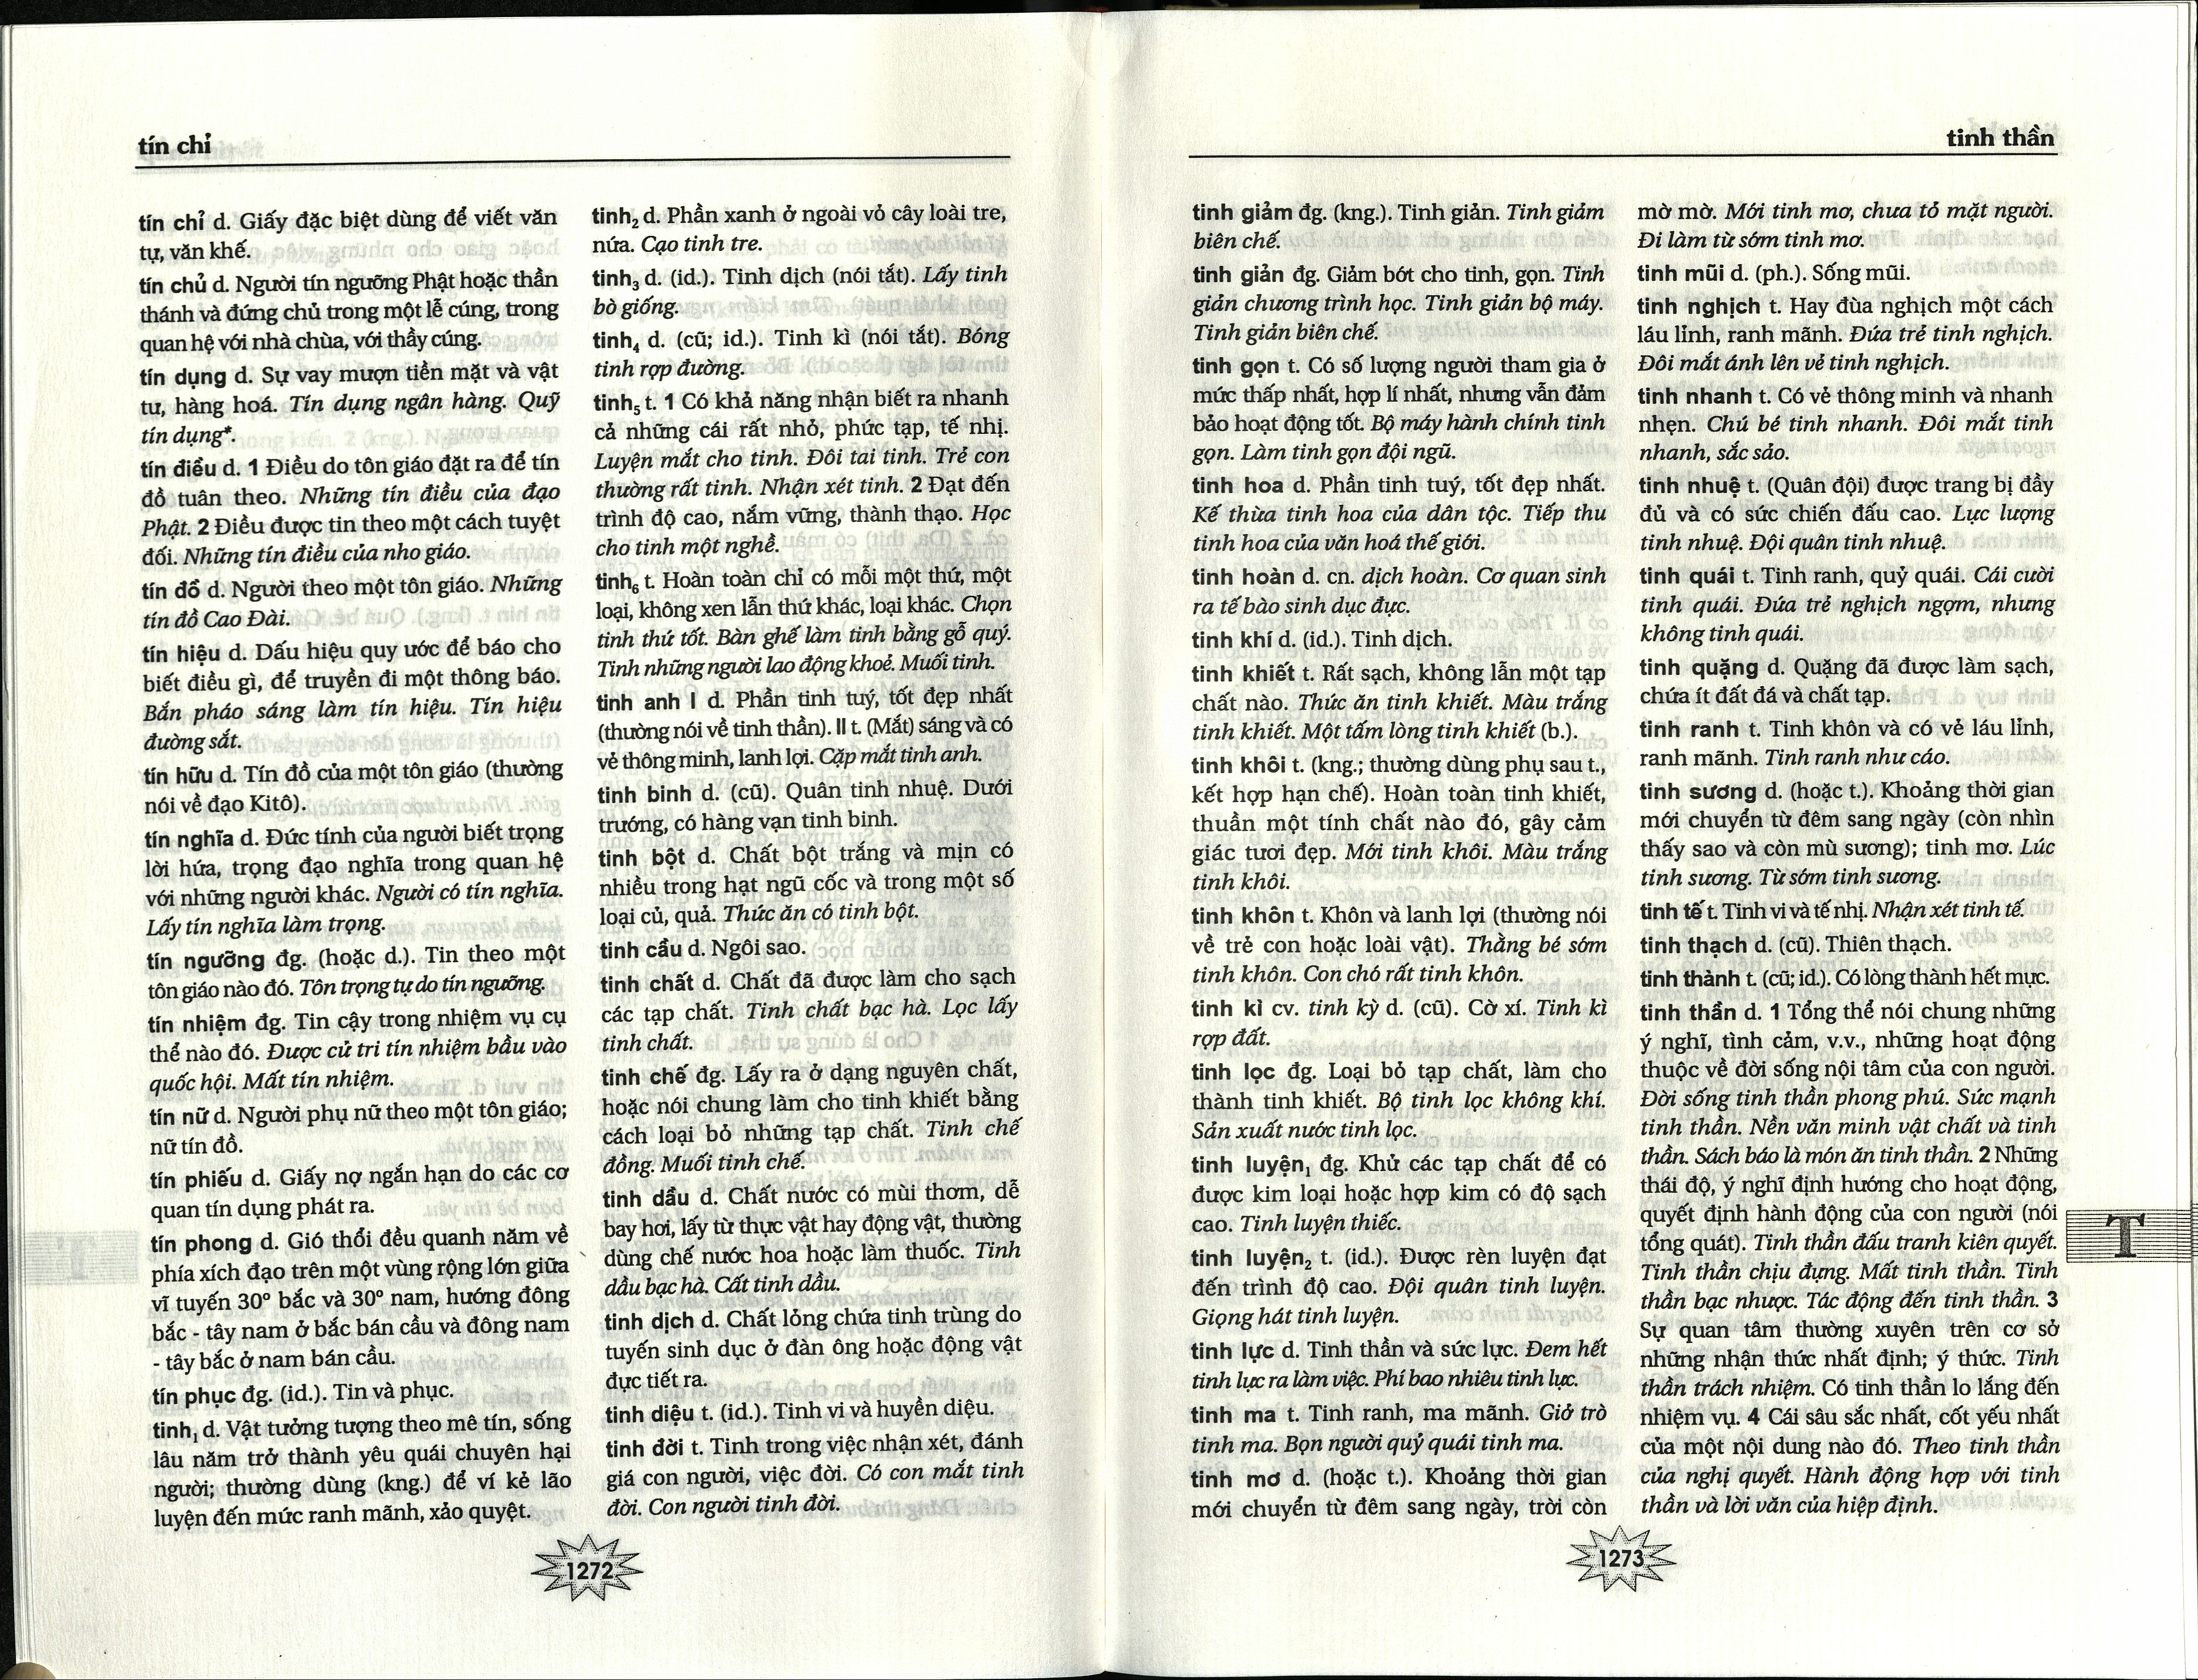 tín chỉ
tín chỉ d. Giấy đặc biệt dùng để viết văn
tự, văn khế.
tín chủ d. Người tín ngưỡng Phật hoặc thần
thánh và đứng chủ trong một lễ cúng, trong
quan hệ với nhà chùa, với thầy cúng.
tín dụng d. Sự vay mượn tiền mặt và vật
tư, hàng hoá. Tín dụng ngân hàng. Quỹ
tín dụng*.
tín điều d. 1 Điều do tôn giáo đặt ra để tín
đồ tuân theo. Những tín điều của đạo
Phật. 2 Điều được tin theo một cách tuyệt
đối. Những tín điều của nho giáo.
tín đồ d. Người theo một tôn giáo. Những
tín đồ Cao Đài.
tín hiệu d. Dấu hiệu quy ước để báo cho
biết điều gì, để truyền đi một thông báo.
Bắn pháo sáng làm tín hiệu. Tín hiệu
đường sắt.
tín hữu d. Tín đồ của một tôn giáo (thường
nói về đạo Kitô).
tín nghĩa d. Đức tính của người biết trọng
lời hứa, trọng đạo nghĩa trong quan hệ
với những người khác. Người có tín nghĩa.
Lấy tín nghĩa làm trọng.
tín ngưỡng đg. (hoặc d.). Tin theo một
tôn giáo nào đó. Tôn trọng tự do tín ngưỡng.
tín nhiệm đg. Tin cậy trong nhiệm vụ cụ
thể nào đó. Được cử tri tín nhiệm bầu vào
quốc hội. Mất tín nhiệm.
tín nữ d. Người phụ nữ theo một tôn giáo;
nữ tín đồ.
tín phiếu d. Giấy nợ ngắn hạn do các cơ
quan tín dụng phát ra.
tín phong d. Gió thổi đều quanh năm về
phía xích đạo trên một vùng rộng lớn giữa
vĩ tuyến 30° bắc và 30° nam, hướng đông
bắc - tây nam ở bắc bán cầu và đông nam
- tây bắc ở nam bán cầu.
tín phục đg. (id.). Tin và phục.
tinh₁ d. Vật tưởng tượng theo mê tín, sống
lâu năm trở thành yêu quái chuyên hại
người; thường dùng (kng.) để ví kẻ lão
luyện đến mức ranh mãnh, xảo quyệt.
tinh₂ d. Phần xanh ở ngoài vỏ cây loài tre,
nứa. Cạo tinh tre.
tinh₃ d. (id.). Tinh dịch (nói tắt). Lấy tinh
bò giống.
tinh₄ d. (cũ; id.). Tinh kì (nói tắt). Bóng
tinh rợp đường.
tinh₅ t. 1 Có khả năng nhận biết ra nhanh
cả những cái rất nhỏ, phức tạp, tế nhị.
Luyện mắt cho tinh. Đôi tai tinh. Trẻ con
thường rất tinh. Nhận xét tinh. 2 Đạt đến
trình độ cao, nắm vững, thành thạo. Học
cho tinh một nghề.
tinh₆ t. Hoàn toàn chỉ có mỗi một thứ, một
loại, không xen lẫn thứ khác, loại khác. Chọn
tinh thứ tốt. Bàn ghế làm tinh bằng gỗ quý.
Tinh những người lao động khoẻ. Muối tinh.
tinh anh I d. Phần tinh tuý, tốt đẹp nhất
(thường nói về tinh thần). II t. (Mắt) sáng và có
vẻ thông minh, lanh lợi. Cặp mắt tinh anh.
tinh binh d. (cũ). Quân tinh nhuệ. Dưới
trướng, có hàng vạn tinh binh.
tinh bột d. Chất bột trắng và mịn có
nhiều trong hạt ngũ cốc và trong một số
loại củ, quả. Thức ăn có tinh bột.
tinh cầu d. Ngôi sao.
tinh chất d. Chất đã được làm cho sạch
các tạp chất. Tinh chất bạc hà. Lọc lấy
tinh chất.
tinh chế đg. Lấy ra ở dạng nguyên chất,
hoặc nói chung làm cho tinh khiết bằng
cách loại bỏ những tạp chất. Tinh chế
đồng. Muối tinh chế.
tinh dầu d. Chất nước có mùi thơm, dễ
bay hơi, lấy từ thực vật hay động vật, thường
dùng chế nước hoa hoặc làm thuốc. Tinh
dầu bạc hà. Cất tinh dầu.
tinh dịch d. Chất lỏng chứa tinh trùng do
tuyến sinh dục ở đàn ông hoặc động vật
đực tiết ra.
tinh diệu t. (id.). Tinh vi và huyền diệu.
tinh đời t. Tinh trong việc nhận xét, đánh
giá con người, việc đời. Có con mắt tinh
đời. Con người tinh đời.
1272
tinh thần
tinh giảm đg. (kng.). Tinh giản. Tinh giảm
biên chế.
tinh giản đg. Giảm bớt cho tinh, gọn. Tinh
giản chương trình học. Tinh giản bộ máy.
Tinh giản biên chế.
tinh gọn t. Có số lượng người tham gia ở
mức thấp nhất, hợp lí nhất, nhưng vẫn đảm
bảo hoạt động tốt. Bộ máy hành chính tinh
gọn. Làm tinh gọn đội ngũ.
tinh hoa d. Phần tinh tuý, tốt đẹp nhất.
Kế thừa tinh hoa của dân tộc. Tiếp thu
tinh hoa của văn hoá thế giới.
tinh hoàn d. cn. dịch hoàn. Cơ quan sinh
ra tế bào sinh dục đực.
tinh khí d. (id.). Tinh dịch.
tinh khiết t. Rất sạch, không lẫn một tạp
chất nào. Thức ăn tinh khiết. Màu trắng
tinh khiết. Một tấm lòng tinh khiết (b.).
tinh khôi t. (kng.; thường dùng phụ sau t.,
kết hợp hạn chế). Hoàn toàn tinh khiết,
thuần một tính chất nào đó, gây cảm
giác tươi đẹp. Mới tinh khôi. Màu trắng
tinh khôi.
tinh khôn t. Khôn và lanh lợi (thường nói
về trẻ con hoặc loài vật). Thằng bé sớm
tinh khôn. Con chó rất tinh khôn.
tinh kì cv. tinh kỳ d. (cũ). Cờ xí. Tinh kì
rợp đất.
tinh lọc đg. Loại bỏ tạp chất, làm cho
thành tinh khiết. Bộ tinh lọc không khí.
Sản xuất nước tinh lọc.
tinh luyện₁ đg. Khử các tạp chất để có
được kim loại hoặc hợp kim có độ sạch
cao. Tinh luyện thiếc.
tinh luyện₂ t. (id.). Được rèn luyện đạt
đến trình độ cao. Đội quân tinh luyện.
Giọng hát tinh luyện.
tinh lực d. Tinh thần và sức lực. Đem hết
tinh lực ra làm việc. Phí bao nhiêu tinh lực.
tinh ma t. Tinh ranh, ma mãnh. Giở trò
tinh ma. Bọn người quỷ quái tinh ma.
tinh mơ d. (hoặc t.). Khoảng thời gian
mới chuyển từ đêm sang ngày, trời còn
mờ mờ. Mới tinh mơ, chưa tỏ mặt người.
Đi làm từ sớm tinh mơ.
tinh mũi d. (ph.). Sống mũi.
tinh nghịch t. Hay đùa nghịch một cách
láu lỉnh, ranh mãnh. Đứa trẻ tinh nghịch.
Đôi mắt ánh lên vẻ tinh nghịch.
tinh nhanh t. Có vẻ thông minh và nhanh
nhẹn. Chú bé tinh nhanh. Đôi mắt tinh
nhanh, sắc sảo.
tinh nhuệ t. (Quân đội) được trang bị đầy
đủ và có sức chiến đấu cao. Lực lượng
tinh nhuệ. Đội quân tinh nhuệ.
tinh quái t. Tinh ranh, quỷ quái. Cái cười
tinh quái. Đứa trẻ nghịch ngợm, nhưng
không tinh quái.
tinh quặng d. Quặng đã được làm sạch,
chứa ít đất đá và chất tạp.
tinh ranh t. Tinh khôn và có vẻ láu lỉnh,
ranh mãnh. Tinh ranh như cáo.
tinh sương d. (hoặc t.). Khoảng thời gian
mới chuyển từ đêm sang ngày (còn nhìn
thấy sao và còn mù sương); tinh mơ. Lúc
tinh sương. Từ sớm tinh sương.
tinh tế t. Tinh vi và tế nhị. Nhận xét tinh tế.
tinh thạch d. (cũ). Thiên thạch.
tinh thành t. (cũ; id.). Có lòng thành hết mực.
tinh thần d. 1 Tổng thể nói chung những
ý nghĩ, tình cảm, v.v., những hoạt động
thuộc về đời sống nội tâm của con người.
Đời sống tinh thần phong phú. Sức mạnh
tinh thần. Nền văn minh vật chất và tinh
thần. Sách báo là món ăn tinh thần. 2 Những
thái độ, ý nghĩ định hướng cho hoạt động,
quyết định hành động của con người (nói
tổng quát). Tinh thần đấu tranh kiên quyết.
Tinh thần chịu đựng. Mất tinh thần. Tinh
thần bạc nhược. Tác động đến tinh thần. 3
Sự quan tâm thường xuyên trên cơ sở
những nhận thức nhất định; ý thức. Tinh
thần trách nhiệm. Có tinh thần lo lắng đến
nhiệm vụ. 4 Cái sâu sắc nhất, cốt yếu nhất
của một nội dung nào đó. Theo tinh thần
của nghị quyết. Hành động hợp với tinh
thần và lời văn của hiệp định.
T
1273